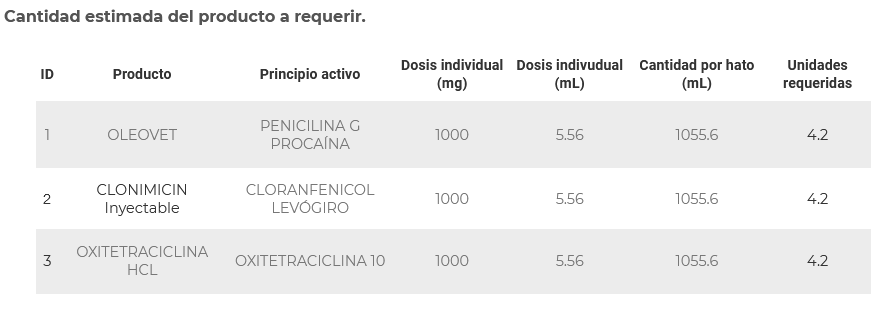 Cantidad estimada del producto a requerir.
ID Producto Principio activo Dosis individual (mg) Dosis indivudual (mL) Cantidad por hato (mL) Unidades requeridas
1 OLEOVET PENICILINA G PROCAÍNA 1000 5.56 1055.6 4.2
2 CLONIMICIN Inyectable CLORANFENICOL LEVÓGIRO 1000 5.56 1055.6 4.2
3 OXITETRACICLINA HCL OXITETRACICLINA 10 1000 5.56 1055.6 4.2